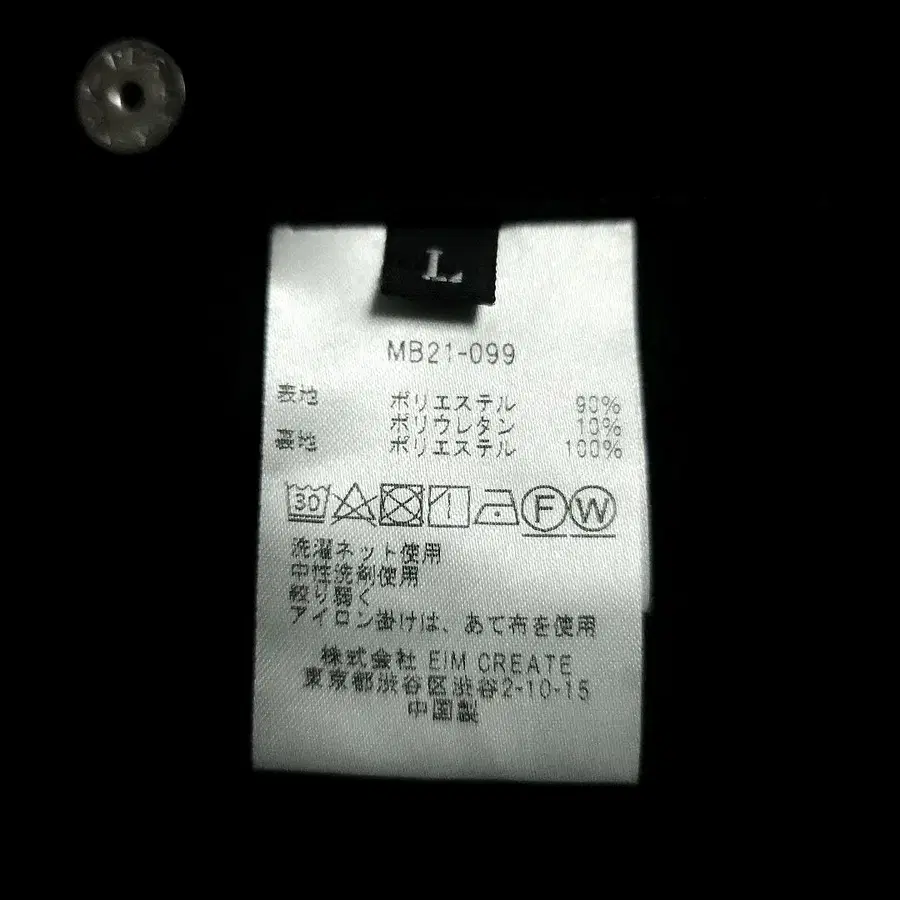 L
MB21-099
表地 ポリエステル 90%
ポリウレタン 10%
裏地 ポリエステル 100%
30 F W
洗濯ネット使用
中性洗剤使用
絞り弱く
アイロン掛けは、あて布を使用
株式会社 EIM CREATE
東京都渋谷区渋谷2-10-15
中国製